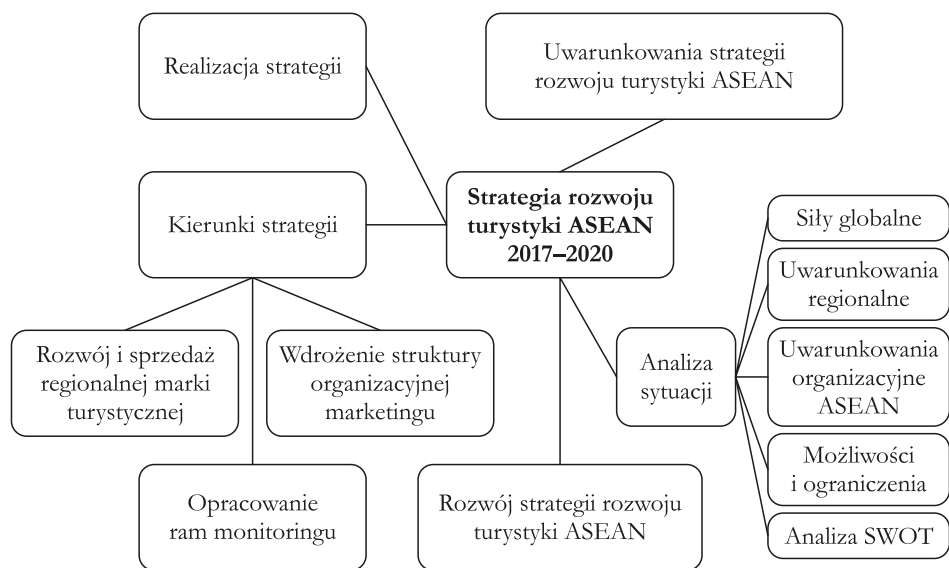 Realizacja strategii
Uwarunkowania strategii
rozwoju turystyki ASEAN
Kierunki strategii
Strategia rozwoju
turystyki ASEAN
2017–2020
Siły globalne
Uwarunkowania
regionalne
Uwarunkowania
organizacyjne
ASEAN
Możliwości
i ograniczenia
Analiza SWOT
Analiza
sytuacji
Rozwój i sprzedaż
regionalnej marki
turystycznej
Wdrożenie struktury
organizacyjnej
marketingu
Opracowanie
ram monitoringu
Rozwój strategii rozwoju
turystyki ASEAN